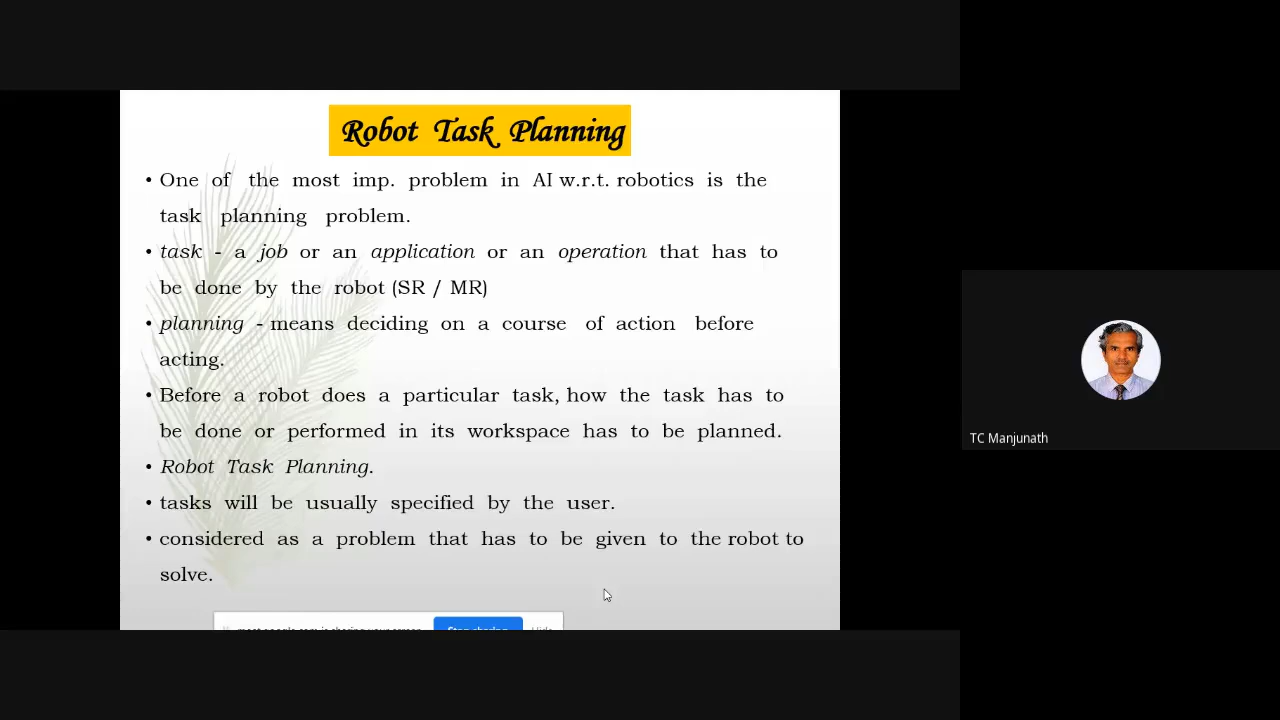 Robot Task Planning
• One of the most imp. problem in AI w.r.t. robotics is the
task planning problem.
• task - a job or an application or an operation that has to
be done by the robot (SR / MR)
• planning - means deciding on a course of action before
acting.
• Before a robot does a particular task, how the task has to
be done or performed in its workspace has to be planned.
• Robot Task Planning.
• tasks will be usually specified by the user.
• considered as a problem that has to be given to the robot to
solve.
Stop sharing Hide
TC Manjunath